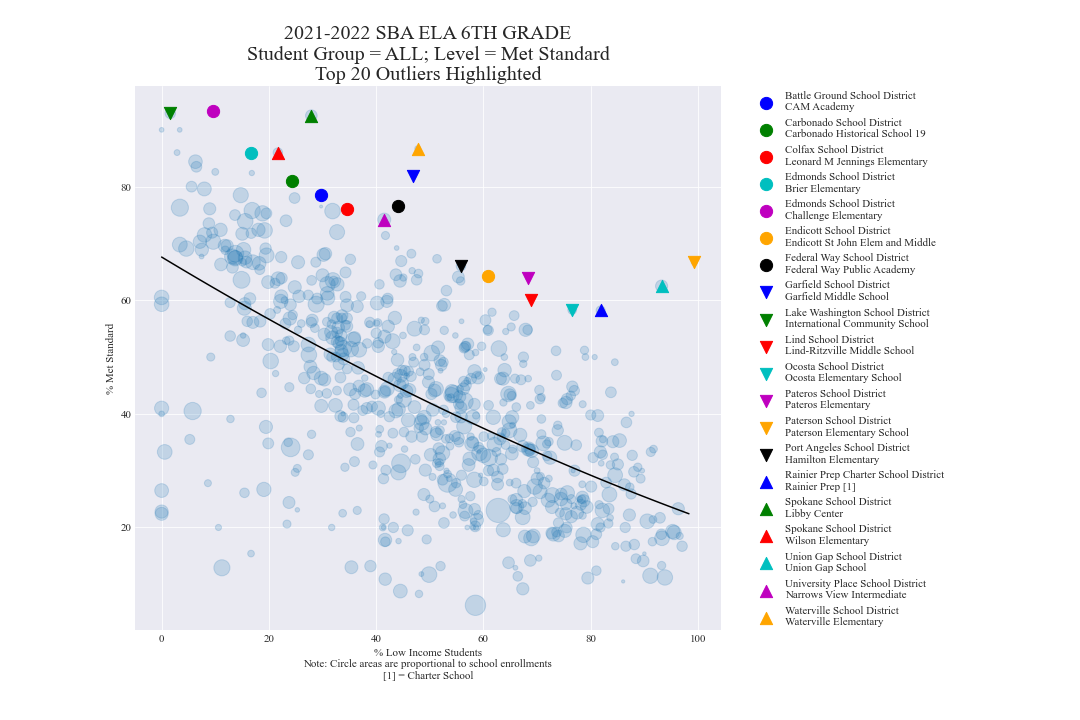 2021-2022 SBA ELA 6TH GRADE
Student Group = ALL; Level = Met Standard
Top 20 Outliers Highlighted
% Met Standard
80
60
40
20
0
20
40
60
80
100
% Low Income Students
Note: Circle areas are proportional to school enrollments
[1] = Charter School
Battle Ground School District
CAM Academy
Carbonado School District
Carbonado Historical School 19
Colfax School District
Leonard M Jennings Elementary
Edmonds School District
Brier Elementary
Edmonds School District
Challenge Elementary
Endicott School District
Endicott St John Elem and Middle
Federal Way School District
Federal Way Public Academy
Garfield School District
Garfield Middle School
Lake Washington School District
International Community School
Lind School District
Lind-Ritzville Middle School
Ocosta School District
Ocosta Elementary School
Pateros School District
Pateros Elementary
Paterson School District
Paterson Elementary School
Port Angeles School District
Hamilton Elementary
Rainier Prep Charter School District
Rainier Prep [1]
Spokane School District
Libby Center
Spokane School District
Wilson Elementary
Union Gap School District
Union Gap School
University Place School District
Narrows View Intermediate
Waterville School District
Waterville Elementary